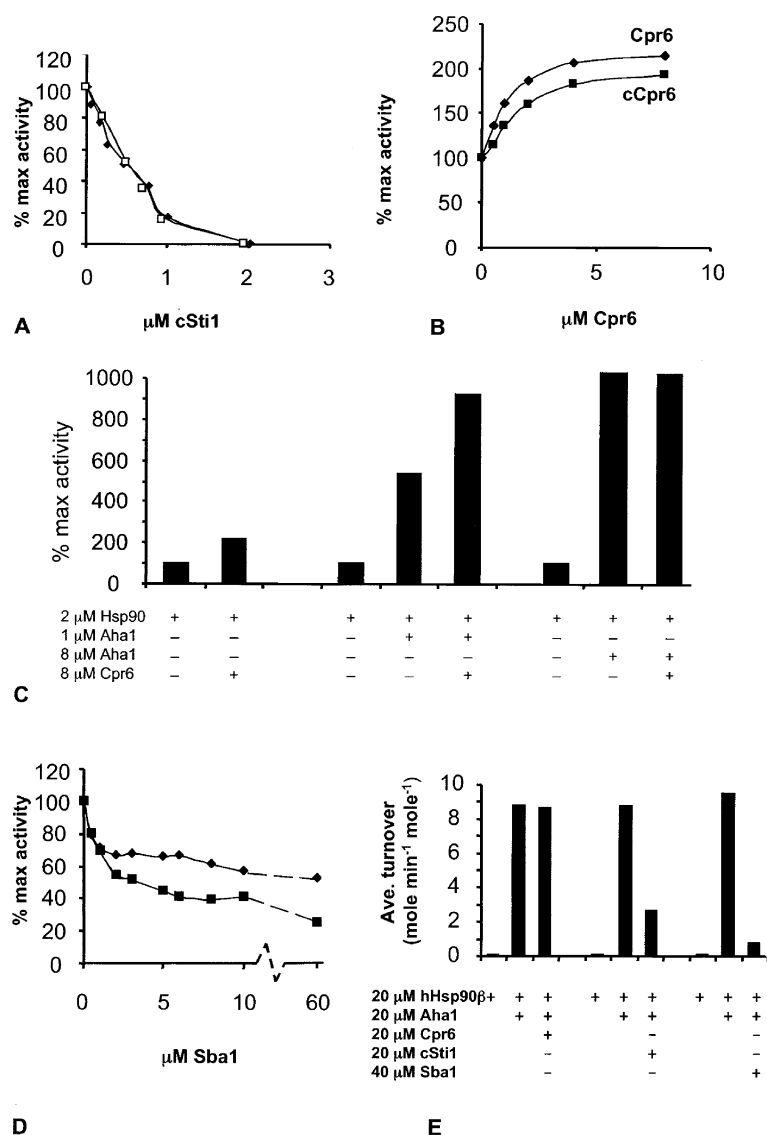 120
100
80
60
40
20
0
% max activity
0 1 2 3
µM cSti1
A
250
200
150
100
50
0
% max activity
Cpr6
cCpr6
0 5 10
µM Cpr6
B
1000
800
600
400
200
0
% max activity
2 µM Hsp90 + + + + + + + +
1 µM Aha1 – – – + + – – –
8 µM Aha1 – – – – – – + +
8 µM Cpr6 – + – – + – – +
C
120
100
80
60
40
20
0
% max activity
0 5 10 60
µM Sba1
D
10
8
6
4
2
0
Ave. turnover
(mole min-1 mole-1)
20 µM hHsp90β+ + + + + + + + +
20 µM Aha1 + + + + + +
20 µM Cpr6 + – –
20 µM cSti1 – + –
40 µM Sba1 – – +
E